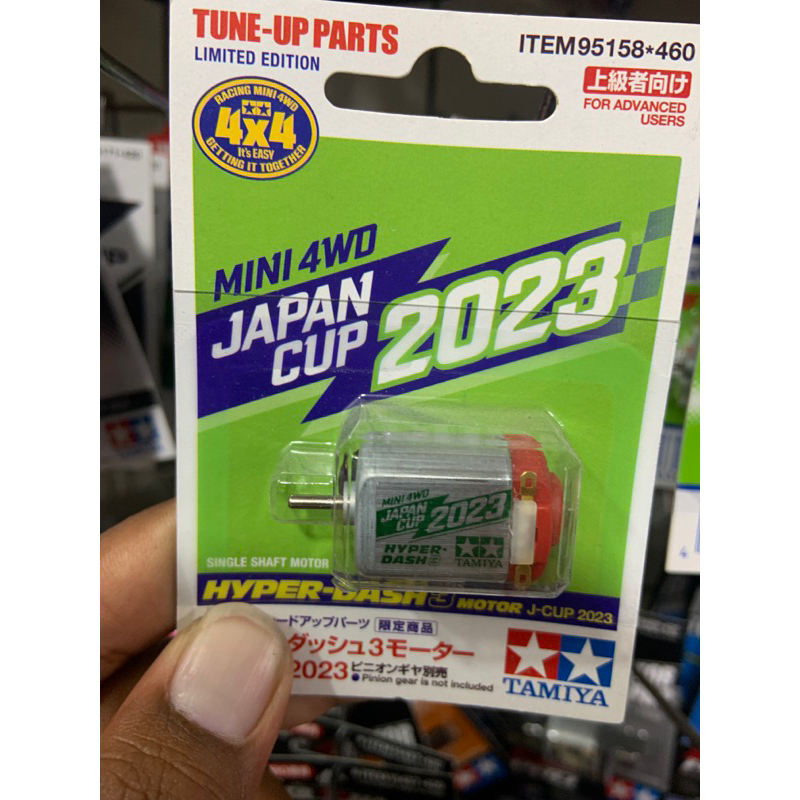 TUNE-UP PARTS
LIMITED EDITION
ITEM95158*460
上級者向け
FOR ADVANCED
USERS
RACING MINI 4WD
4x4
It's EASY
GETTING IT TOGETHER
MINI 4WD
JAPAN
CUP
2023
MINI 4WD
JAPAN
CUP
2023
HYPER-
DASH3
TAMIYA
SINGLE SHAFT MOTOR
HYPER-DASH3 MOTOR J-CUP 2023
ードアップパーツ 限定商品
ダッシュ3モーター
2023 ピニオンギヤ別売
●Pinion gear is not included
TAMIYA